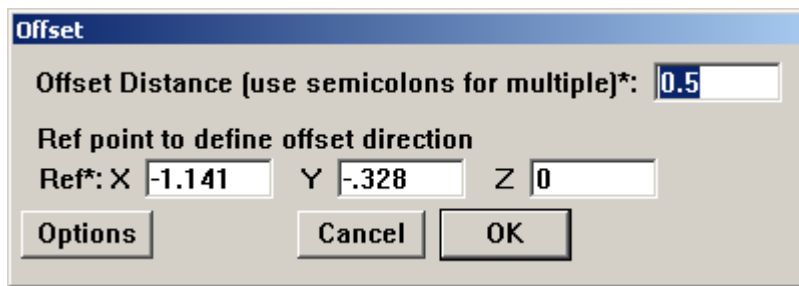 Offset
Offset Distance (use semicolons for multiple)*: 0.5
Ref point to define offset direction
Ref*: X -1.141 Y -.328 Z 0
Options Cancel OK